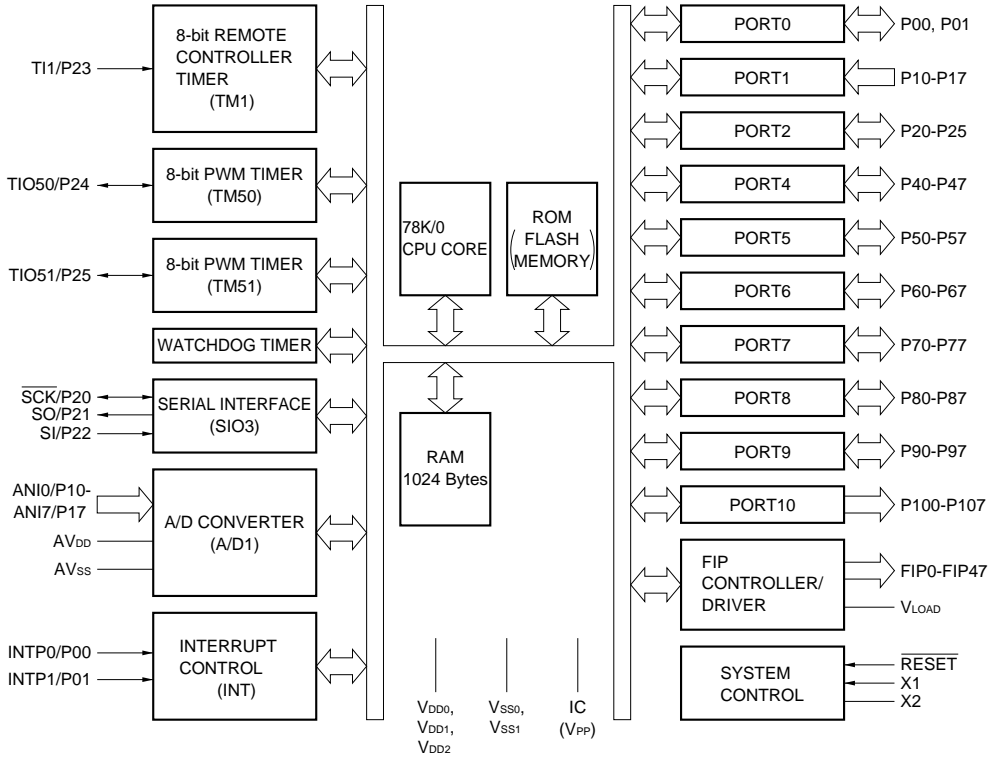 TI1/P23
8-bit REMOTE
CONTROLLER
TIMER
(TM1)
TIO50/P24
8-bit PWM TIMER
(TM50)
TIO51/P25
8-bit PWM TIMER
(TM51)
WATCHDOG TIMER
SCK/P20
SO/P21
SI/P22
SERIAL INTERFACE
(SIO3)
ANI0/P10-
ANI7/P17
AVDD
AVSS
A/D CONVERTER
(A/D1)
INTP0/P00
INTP1/P01
INTERRUPT
CONTROL
(INT)
78K/0
CPU CORE
ROM
(FLASH
MEMORY)
RAM
1024 Bytes
VDD0,
VDD1,
VDD2
VSS0,
VSS1
IC
(VPP)
PORT0
P00, P01
PORT1
P10-P17
PORT2
P20-P25
PORT4
P40-P47
PORT5
P50-P57
PORT6
P60-P67
PORT7
P70-P77
PORT8
P80-P87
PORT9
P90-P97
PORT10
P100-P107
FIP
CONTROLLER/
DRIVER
FIP0-FIP47
VLOAD
SYSTEM
CONTROL
RESET
X1
X2